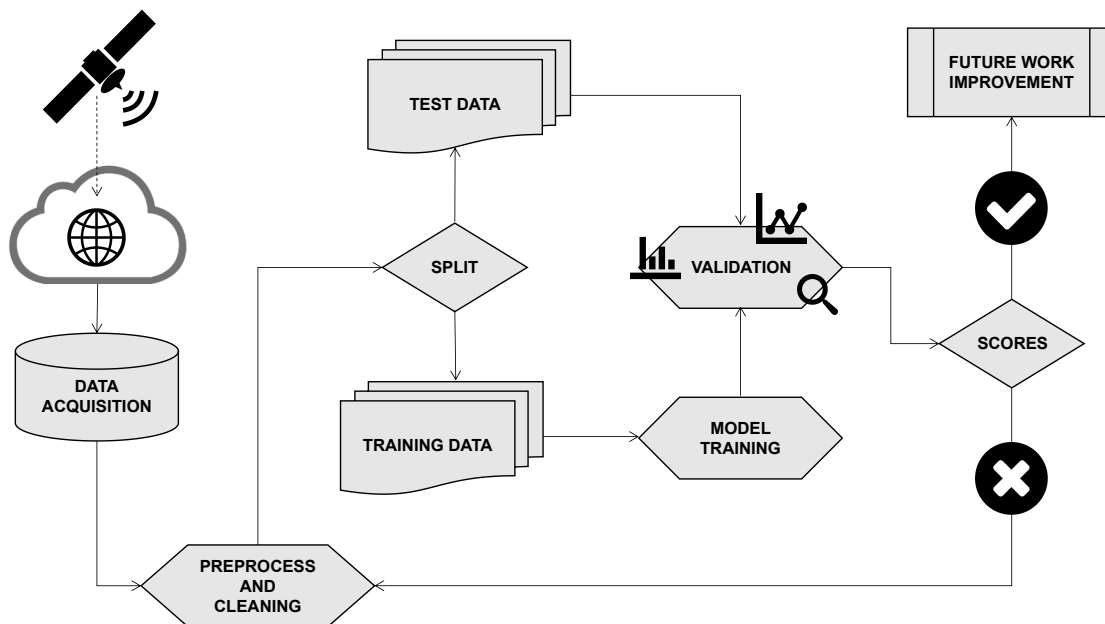 FUTURE WORK
IMPROVEMENT
TEST DATA
SPLIT
VALIDATION
SCORES
DATA
ACQUISITION
TRAINING DATA
MODEL
TRAINING
PREPROCESS
AND
CLEANING